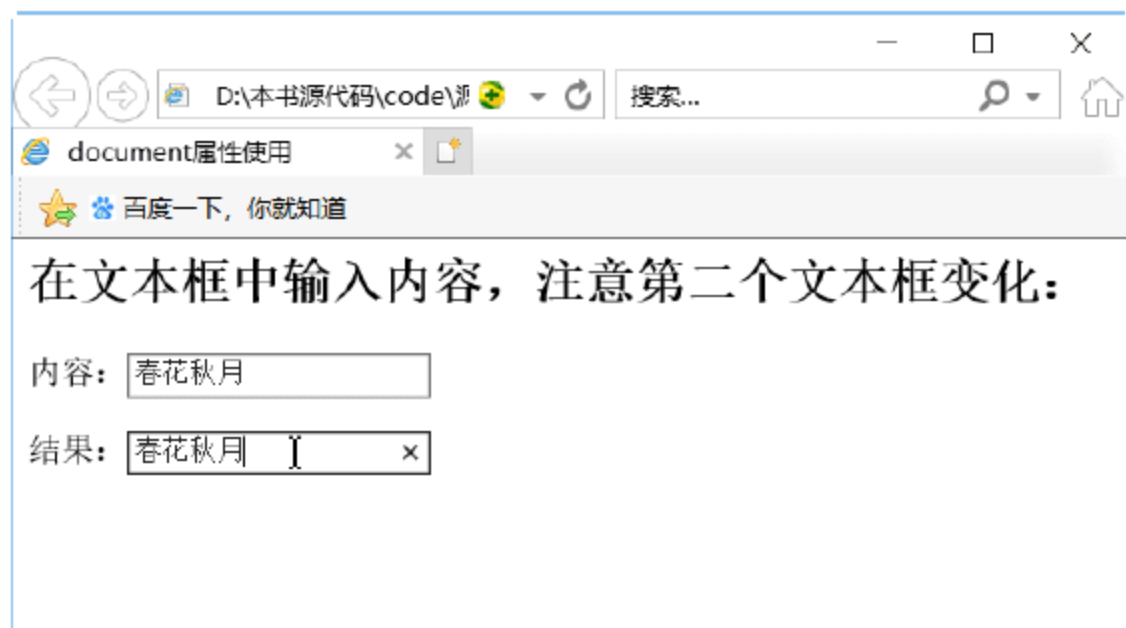 D:\本书源代码\code\源
搜索...
document属性使用
百度一下，你就知道
在文本框中输入内容，注意第二个文本框变化：
内容：春花秋月
结果：春花秋月